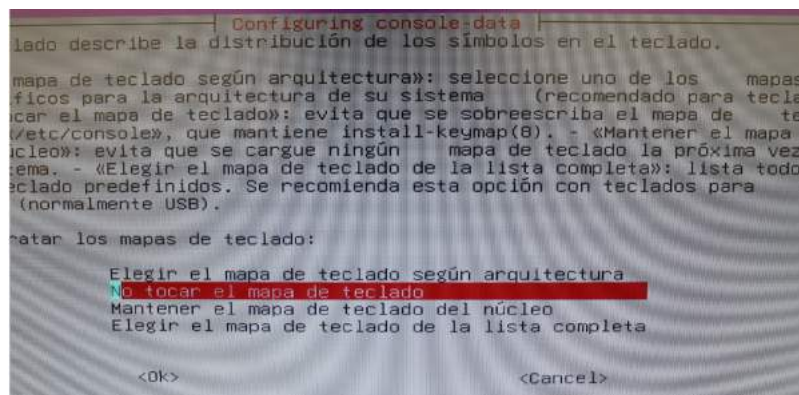 Configuring console-data
lado describe la distribución de los símbolos en el teclado.
mapa de teclado según arquitectura»: seleccione uno de los mapas
ficos para la arquitectura de su sistema (recomendado para tecla
car el mapa de teclado»: evita que se sobreescriba el mapa de te
«/etc/console», que mantiene install-keymap(8). - «Mantener el mapa
úcleo»: evita que se cargue ningún mapa de teclado la próxima vez
ema. - «Elegir el mapa de teclado de la lista completa»: lista todo
eclado predefinidos. Se recomienda esta opción con teclados para
(normalmente USB).
ratar los mapas de teclado:
Elegir el mapa de teclado según arquitectura
No tocar el mapa de teclado
Mantener el mapa de teclado del núcleo
Elegir el mapa de teclado de la lista completa
<Ok> <Cancel>